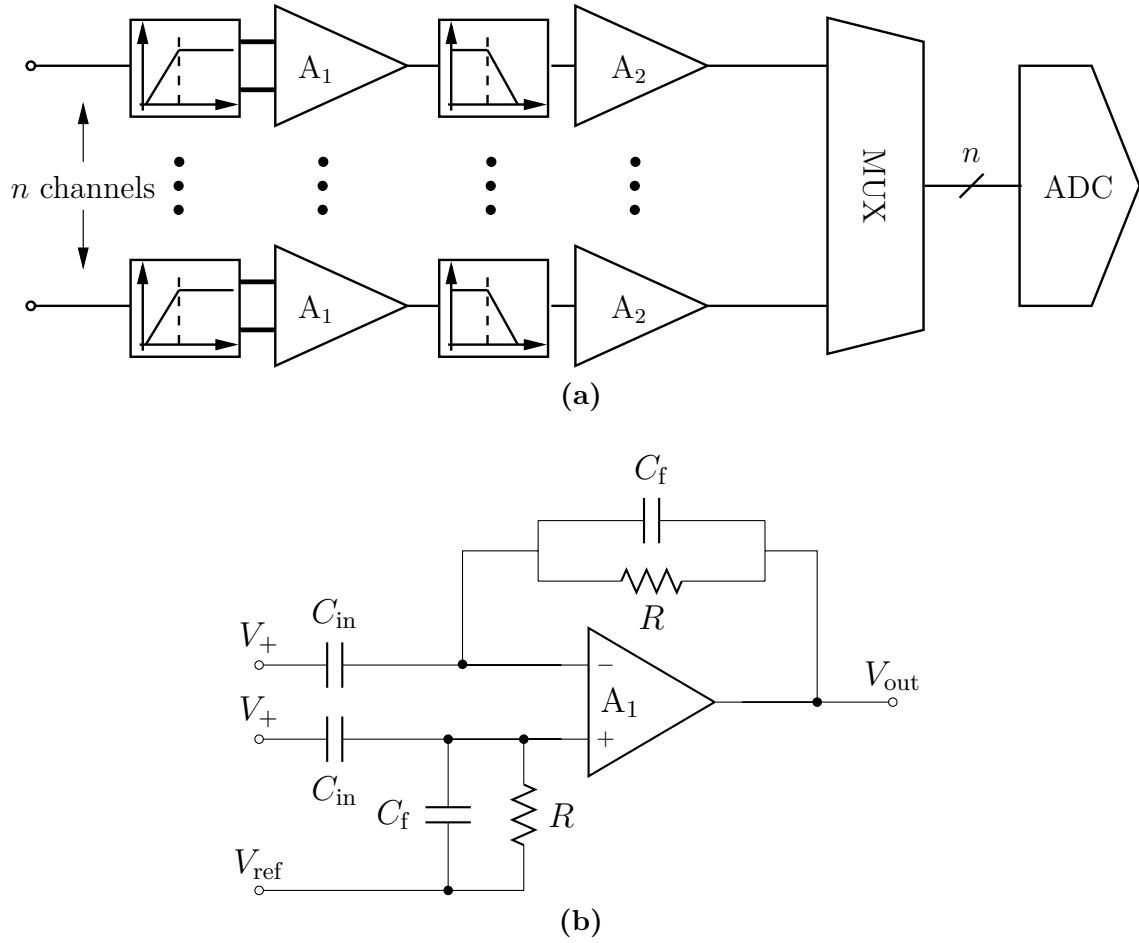 A1
A2
n channels
MUX
n
ADC
A1
A2
(a)
Cf
R
Cin
V+
−
A1
Vout
V+
+
Cin
Cf
R
Vref
(b)